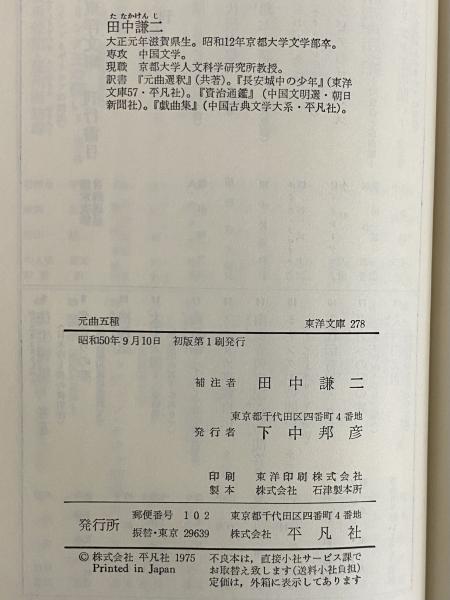 た なかけん じ
田中謙二
大正元年滋賀県生。昭和12年京都大学文学部卒。
専攻 中国文学。
現職 京都大学人文科学研究所教授。
訳書 『元曲選釈』(共著)。『長安城中の少年』(東洋
文庫57・平凡社)。『資治通鑑』(中国文明選・朝日
新聞社)。『戯曲集』(中国古典文学大系・平凡社)。
元曲五種 東洋文庫 278
昭和50年9月10日 初版第1刷発行
補注者 田中謙二
東京都千代田区四番町4番地
発行者 下中邦彦
印刷 東洋印刷株式会社
製本 株式会社 石津製本所
発行所 郵便番号 102 東京都千代田区四番町4番地
振替・東京 29639 株式会社 平凡社
© 株式会社 平凡社 1975 不良本は,直接小社サービス課で
Printed in Japan お取替え致します(送料小社負担)
定価は,外箱に表示してあります